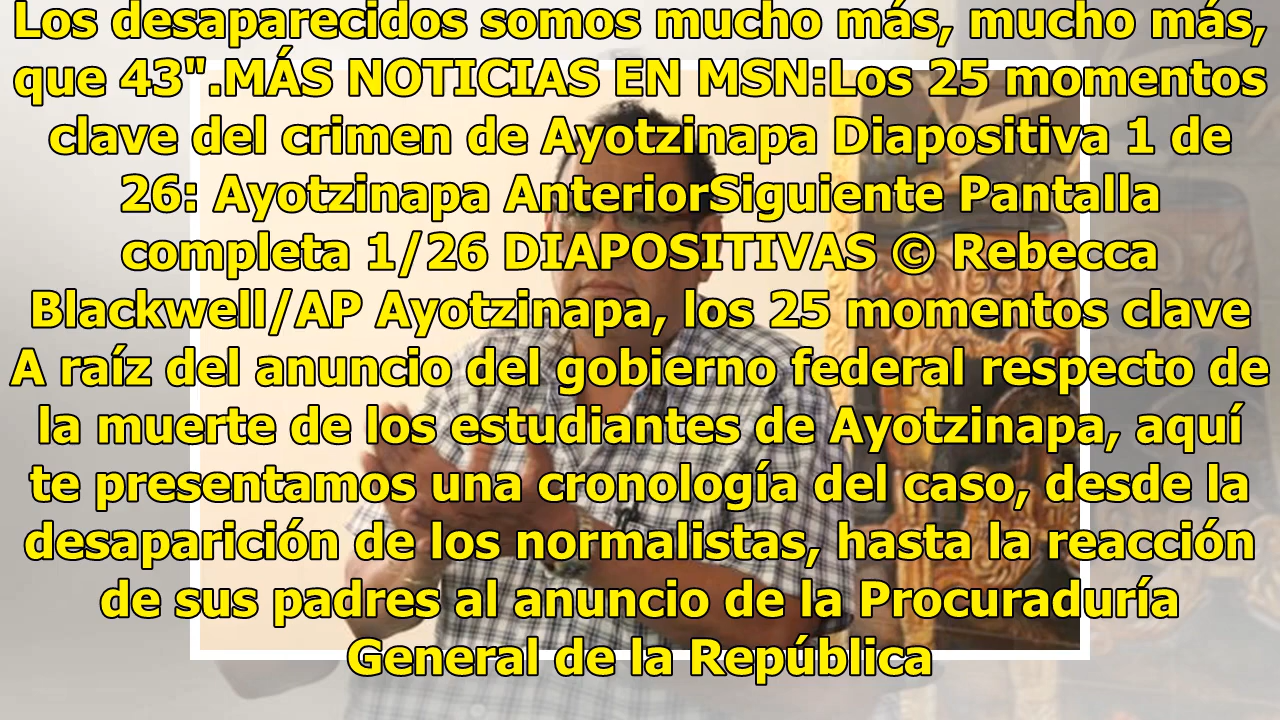 Los desaparecidos somos mucho más, mucho más,
que 43".MÁS NOTICIAS EN MSN:Los 25 momentos
clave del crimen de Ayotzinapa Diapositiva 1 de
26: Ayotzinapa AnteriorSiguiente Pantalla
completa 1/26 DIAPOSITIVAS © Rebecca
Blackwell/AP Ayotzinapa, los 25 momentos clave
A raíz del anuncio del gobierno federal respecto de
la muerte de los estudiantes de Ayotzinapa, aquí
te presentamos una cronología del caso, desde la
desaparición de los normalistas, hasta la reacción
de sus padres al anuncio de la Procuraduría
General de la República